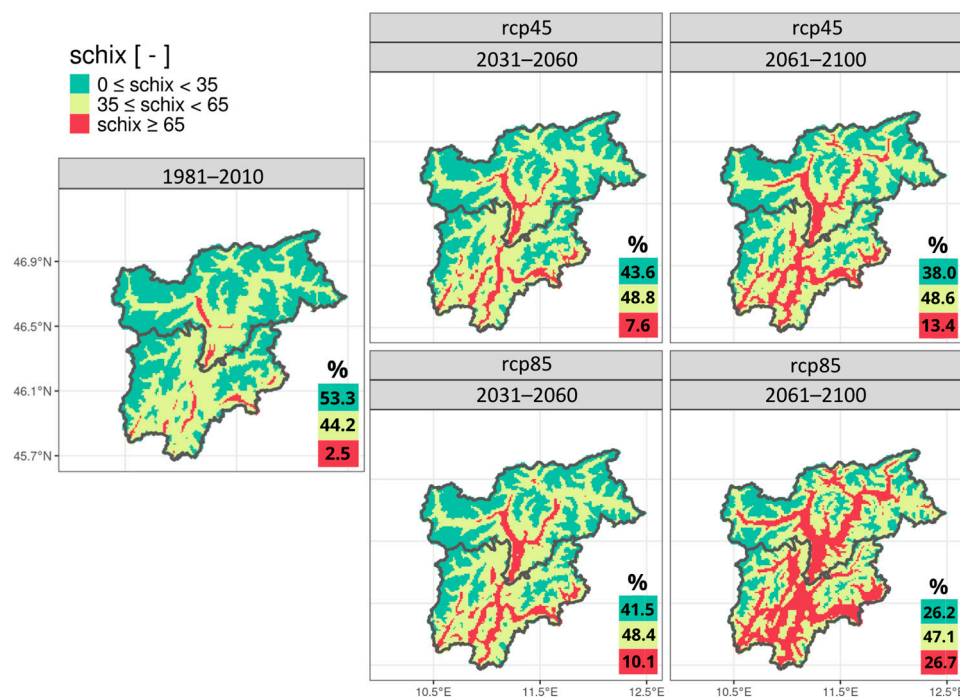 schix [ - ]
0 ≤ schix < 35
35 ≤ schix < 65
schix ≥ 65
1981–2010
46.9°N
46.5°N
46.1°N
45.7°N
%
53.3
44.2
2.5
rcp45
2031–2060
%
43.6
48.8
7.6
rcp45
2061–2100
%
38.0
48.6
13.4
rcp85
2031–2060
%
41.5
48.4
10.1
10.5°E 11.5°E 12.5°E
rcp85
2061–2100
%
26.2
47.1
26.7
10.5°E 11.5°E 12.5°E